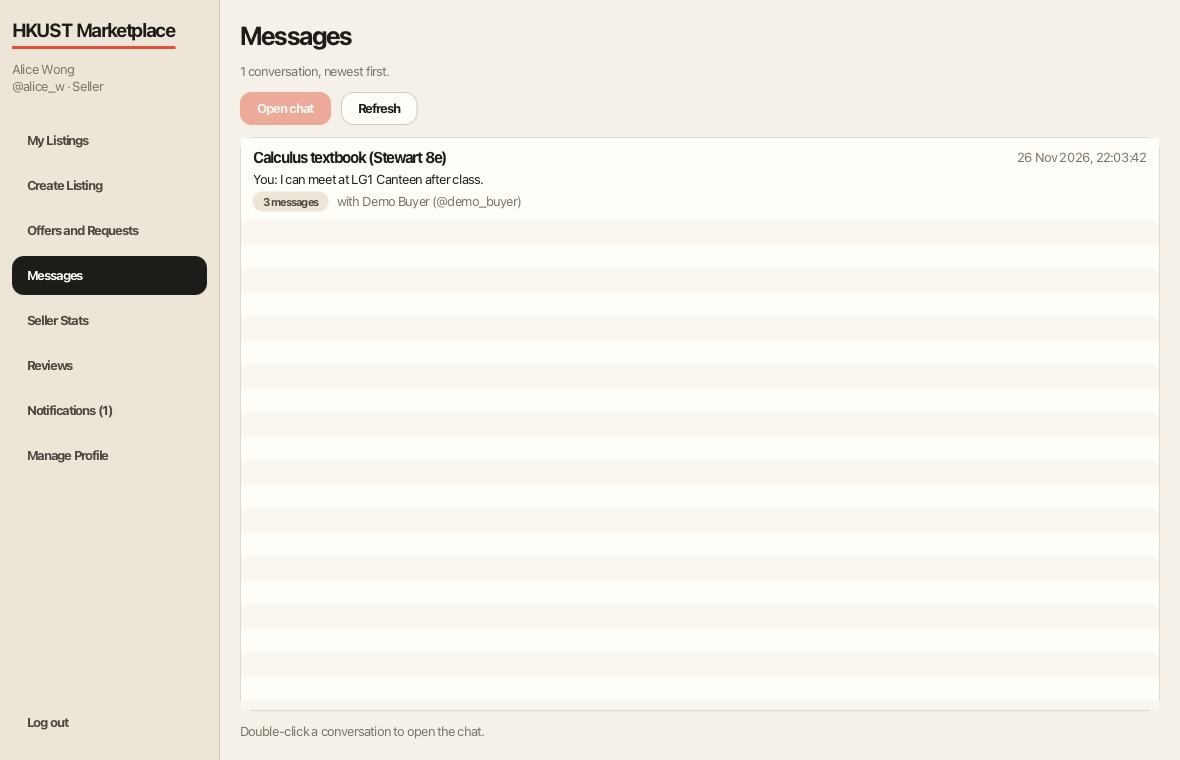 HKUST Marketplace
Alice Wong
@alice_w · Seller
My Listings
Create Listing
Offers and Requests
Messages
Seller Stats
Reviews
Notifications (1)
Manage Profile
Log out
Messages
1 conversation, newest first.
Open chat
Refresh
Calculus textbook (Stewart 8e)
26 Nov 2026, 22:03:42
You: I can meet at LG1 Canteen after class.
3 messages
with Demo Buyer (@demo_buyer)
Double-click a conversation to open the chat.